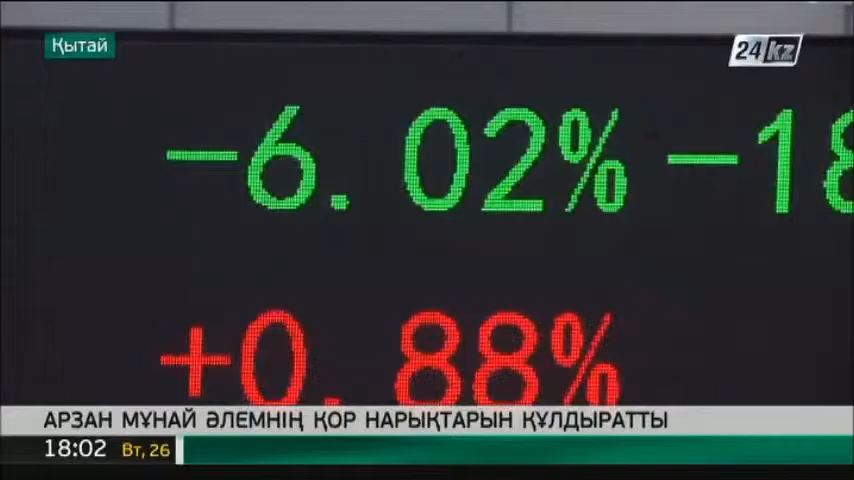 Қытай
24kz
−6.02% −18
+0.88%
АРЗАН МҰНАЙ ӘЛЕМНІҢ ҚОР НАРЫҚТАРЫН ҚҰЛДЫРАТТЫ
18:02 Вт, 26